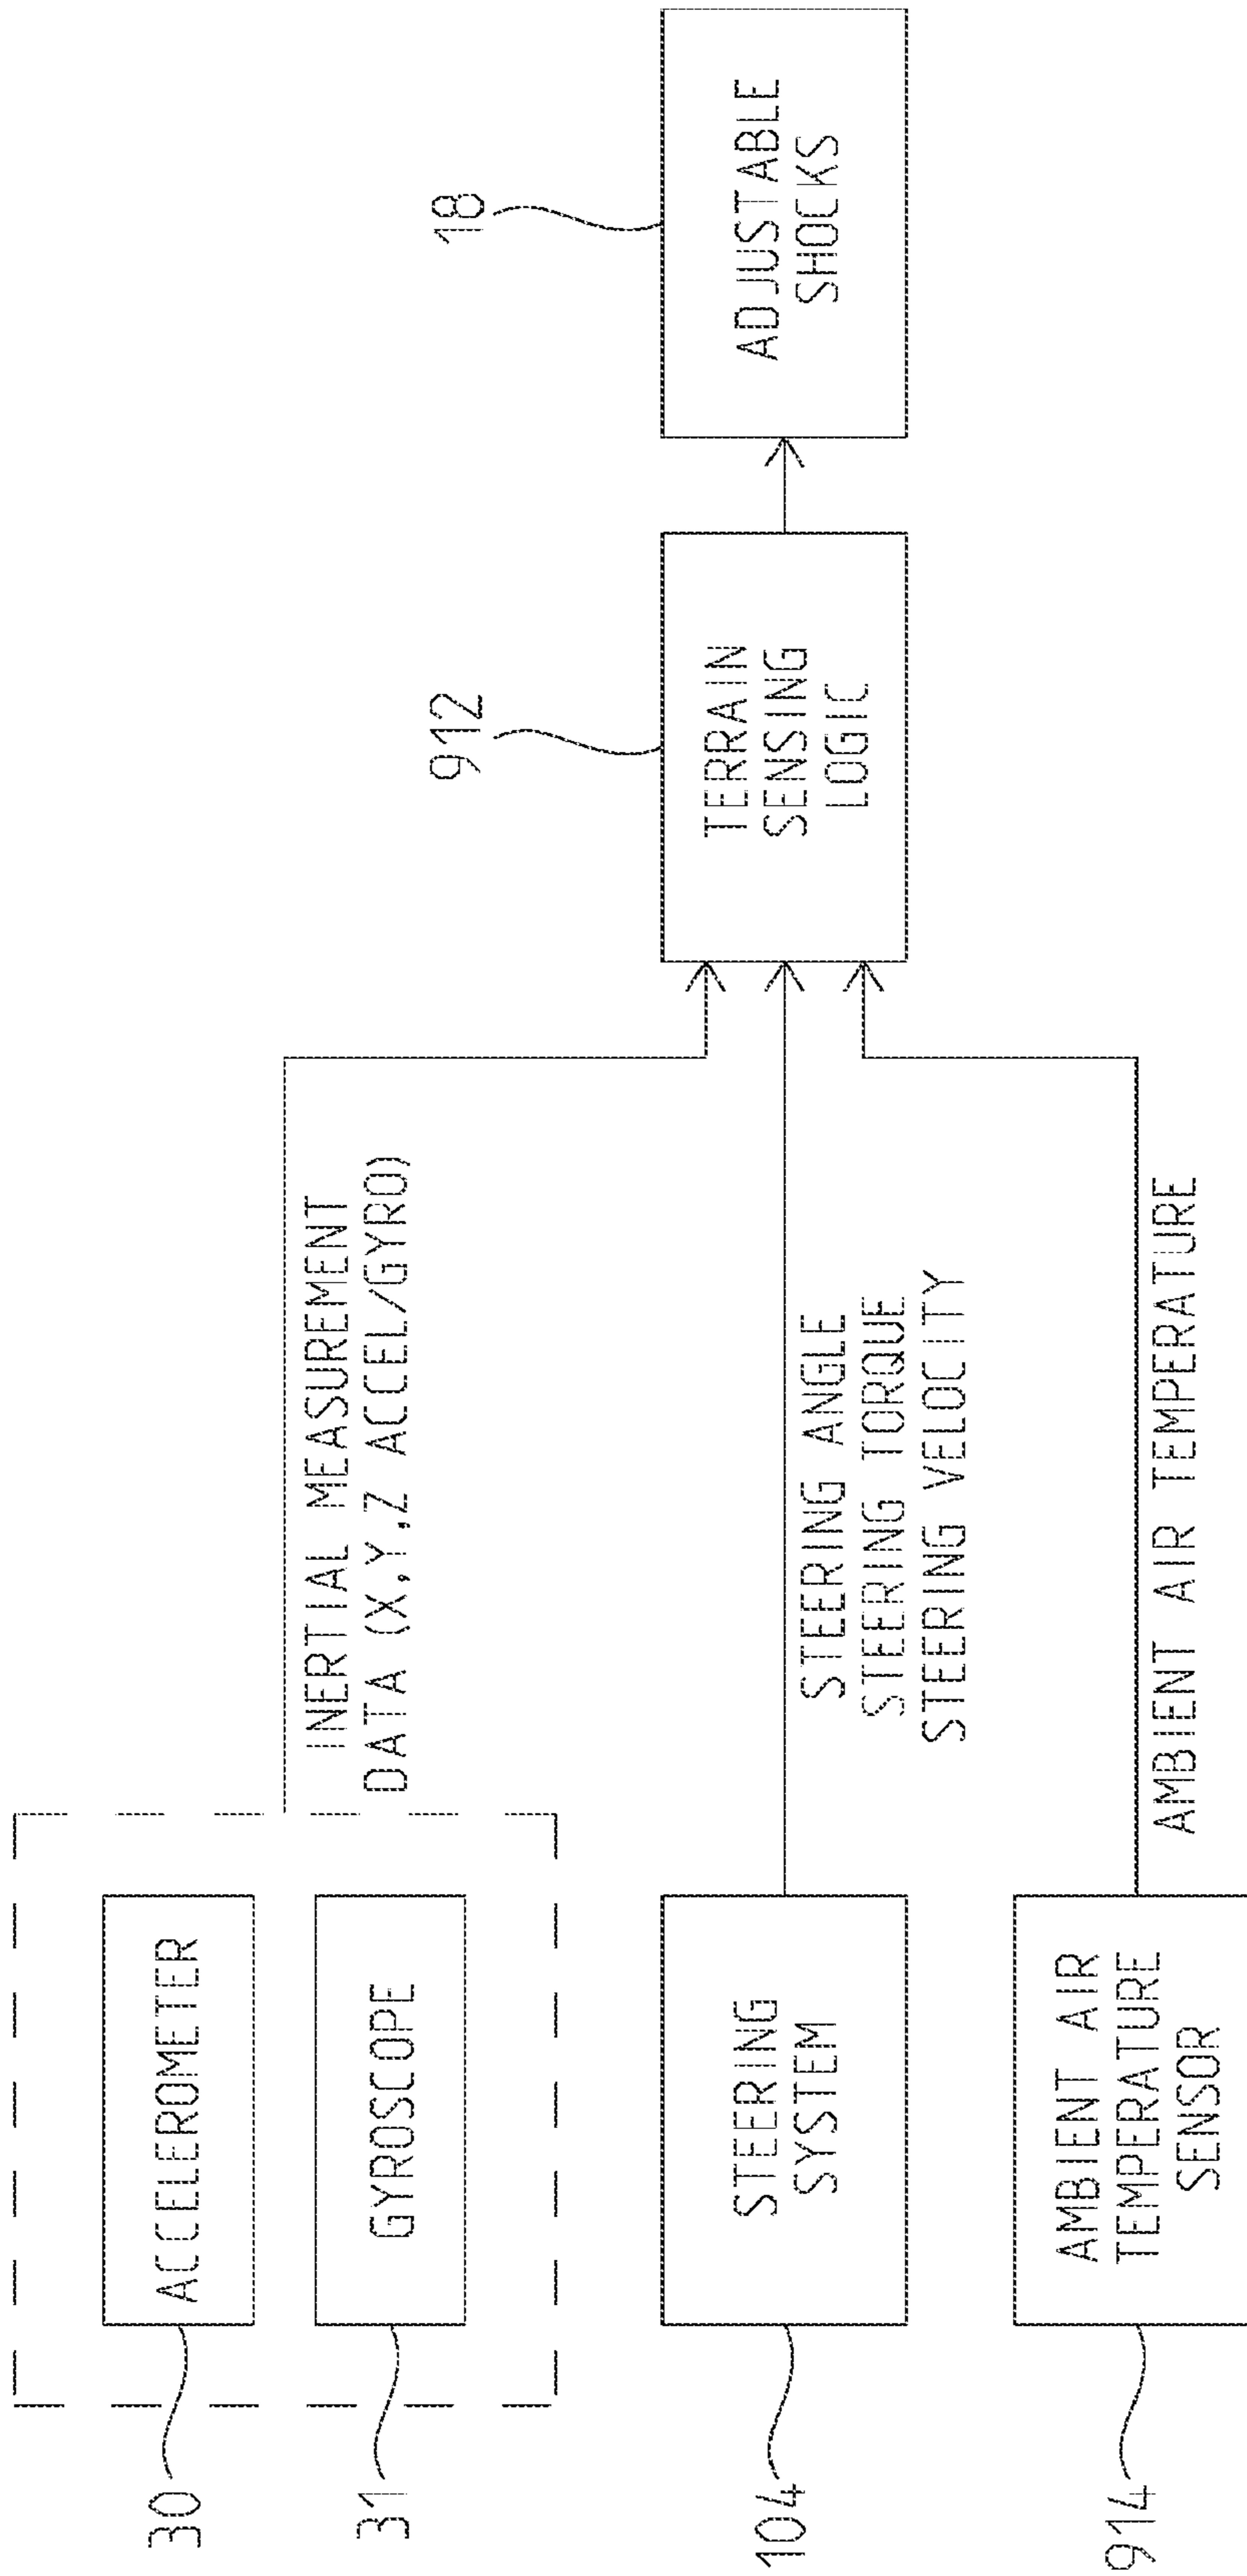 30
ACCELEROMETER
31
GYROSCOPE
INERTIAL MEASUREMENT
DATA (X,Y,Z ACCEL/GYRO)
104
STEERING
SYSTEM
STEERING ANGLE
STEERING TORQUE
STEERING VELOCITY
914
AMBIENT AIR
TEMPERATURE
SENSOR
AMBIENT AIR TEMPERATURE
912
TERRAIN
SENSING
LOGIC
18
ADJUSTABLE
SHOCKS